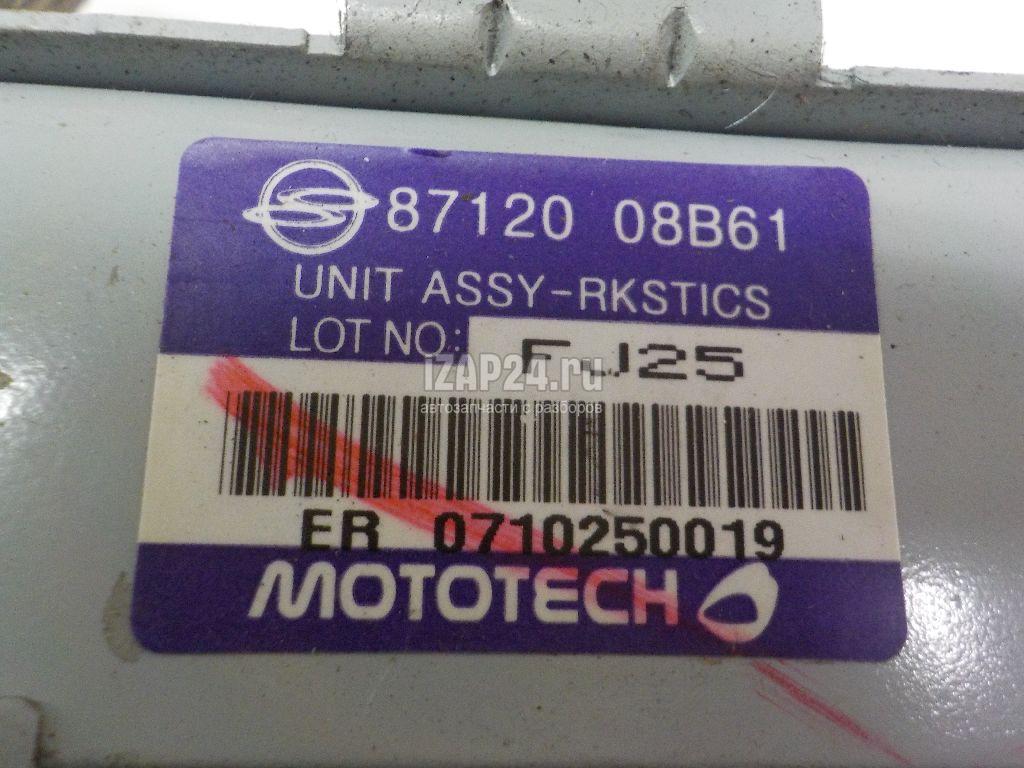 87120 08B61
UNIT ASSY-RKSTICS
LOT NO.: FJ25
IZAP24.ru
автозапчасти с разборов
ER 0710250019
MOTOTECH